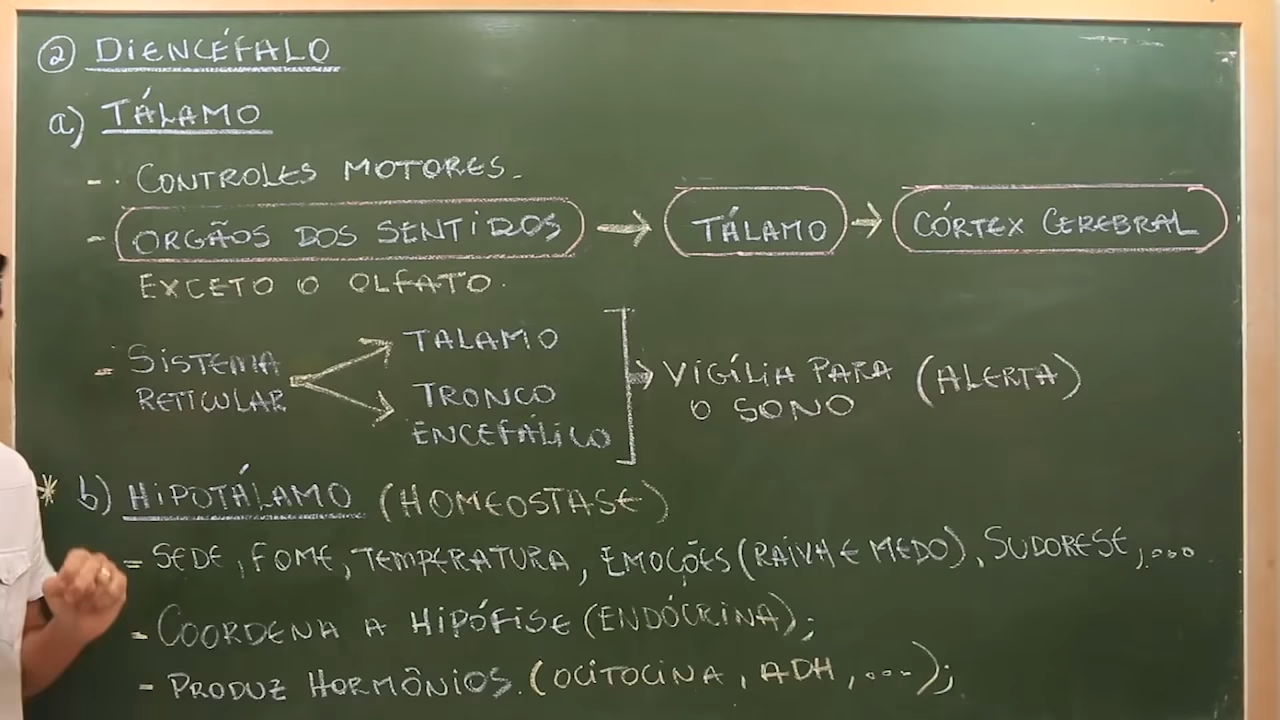 ② DIENCÉFALO
a) TÁLAMO
-. CONTROLES MOTORES.
- ORGÃOS DOS SENTIDOS → TÁLAMO → CÓRTEX CEREBRAL
EXCETO O OLFATO.
- SISTEMA RETICULAR
TALAMO
TRONCO ENCEFÁLICO
VIGÍLIA PARA (ALERTA)
O SONO
* b) HIPOTÁLAMO (HOMEOSTASE)
- SEDE, FOME, TEMPERATURA, EMOÇÕES (RAIVA E MEDO), SUDORESE,...
- COORDENA A HIPÓFISE (ENDÓCRINA);
- PRODUZ HORMÔNIOS. (OCITOCINA, ADH,...);